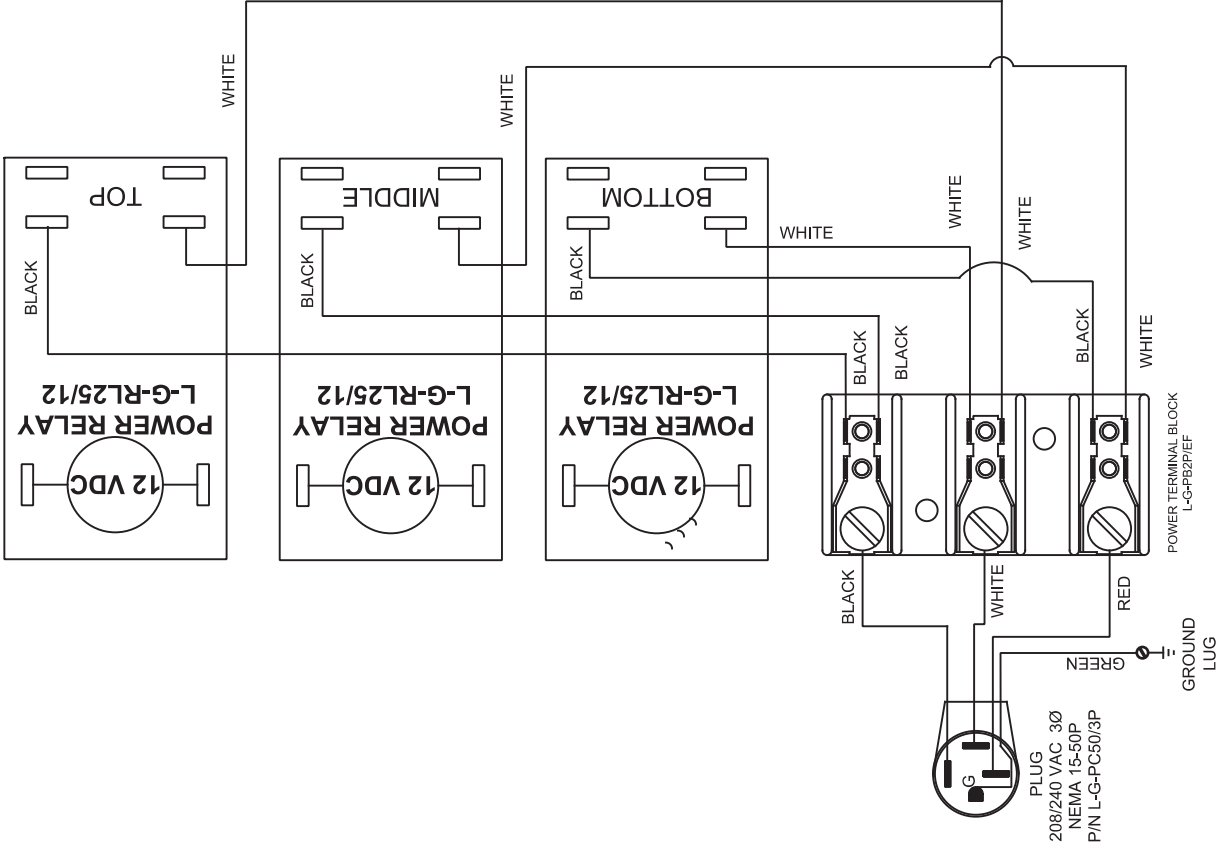 WHITE
WHITE
TOP
MIDDLE
BOTTOM
WHITE
WHITE
WHITE
BLACK
BLACK
BLACK
L-G-RL25/12
POWER RELAY
12 VDC
L-G-RL25/12
POWER RELAY
12 VDC
L-G-RL25/12
POWER RELAY
12 VDC
BLACK
BLACK
BLACK
WHITE
POWER TERMINAL BLOCK
L-G-PB2P/EF
BLACK
WHITE
RED
GREEN
GROUND
LUG
G
PLUG
208/240 VAC 3Ø
NEMA 15-50P
P/N L-G-PC50/3P